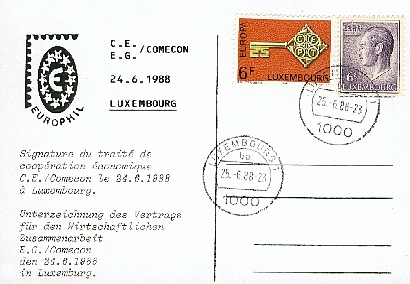 C.E./COMECON
E.G.
24.6.1988
LUXEMBOURG
EUROPHIL
EUROPA
6F LUXEMBOURG
6F
25.-6.88-23
1000
LUXEMBOURG 1
25.-6.88-23
1000
Signature du traité de
coopération économique
C.E./Comecon le 24.6.1988
à Luxembourg.
Unterzeichnung des Vertrags
für den Wirtschaftlichen
Zusammenarbeit
E.G./Comecon
den 24.6.1988
in Luxemburg.